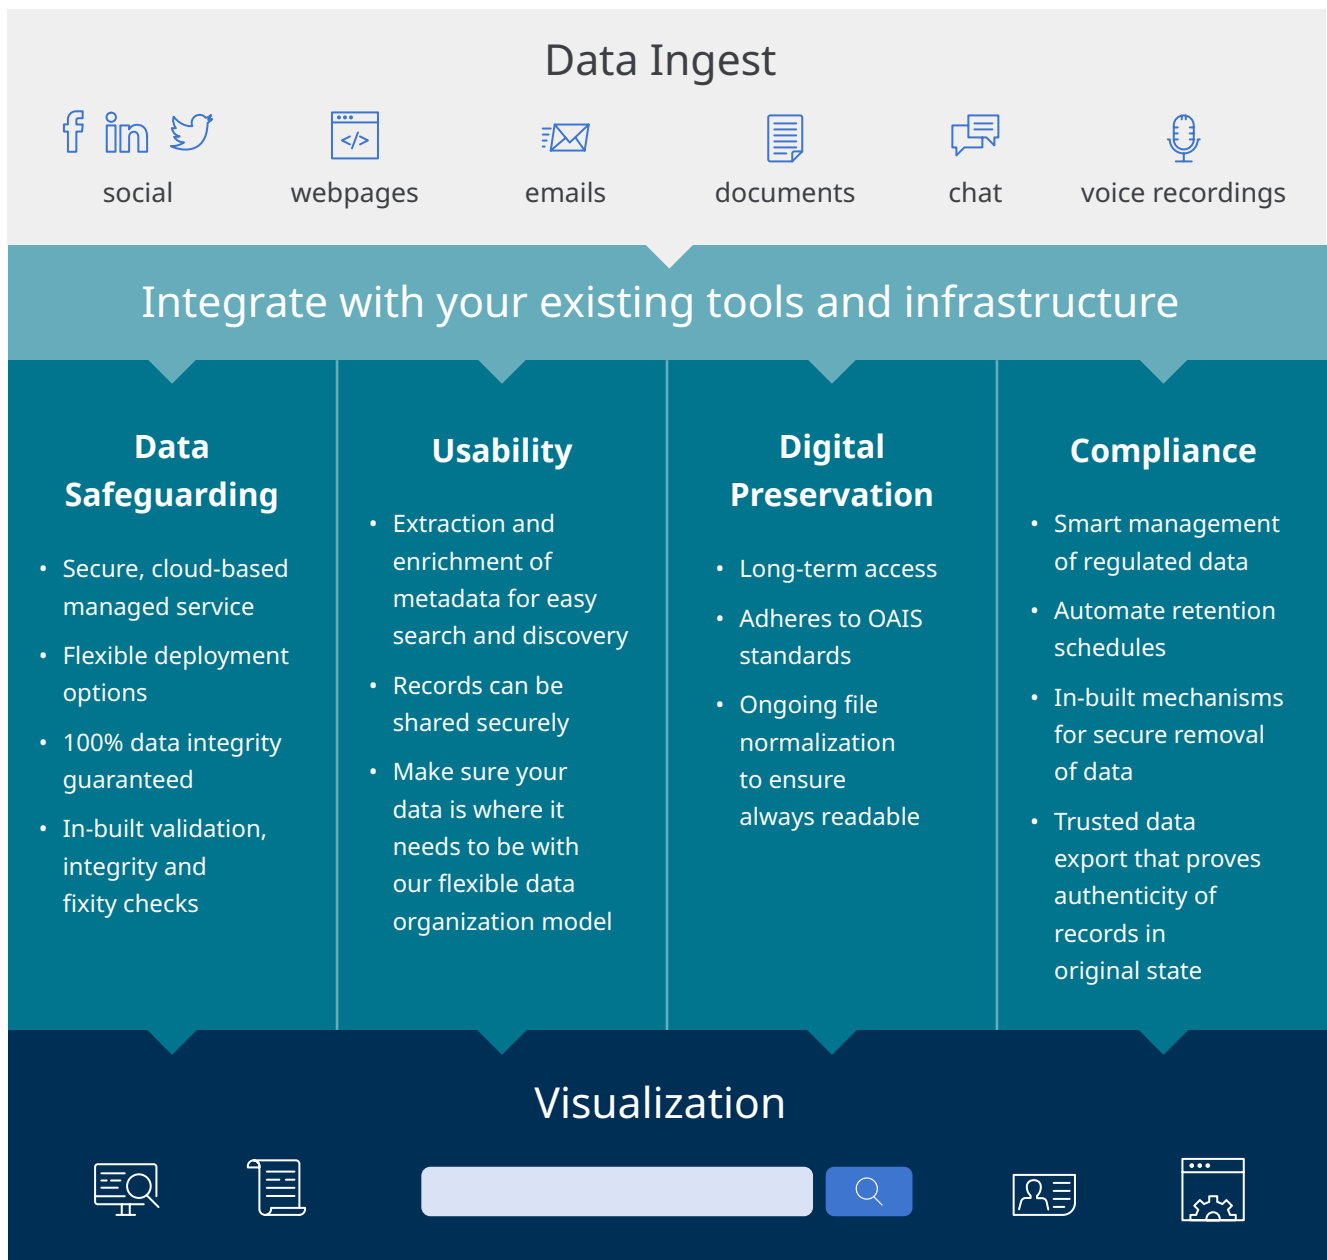 Data Ingest
social
webpages
emails
documents
chat
voice recordings
Integrate with your existing tools and infrastructure
Data
Safeguarding
• Secure, cloud-based
managed service
• Flexible deployment
options
• 100% data integrity
guaranteed
• In-built validation,
integrity and
fixity checks
Usability
• Extraction and
enrichment of
metadata for easy
search and discovery
• Records can be
shared securely
• Make sure your
data is where it
needs to be with
our flexible data
organization model
Digital
Preservation
• Long-term access
• Adheres to OAIS
standards
• Ongoing file
normalization
to ensure
always readable
Compliance
• Smart management
of regulated data
• Automate retention
schedules
• In-built mechanisms
for secure removal
of data
• Trusted data
export that proves
authenticity of
records in
original state
Visualization